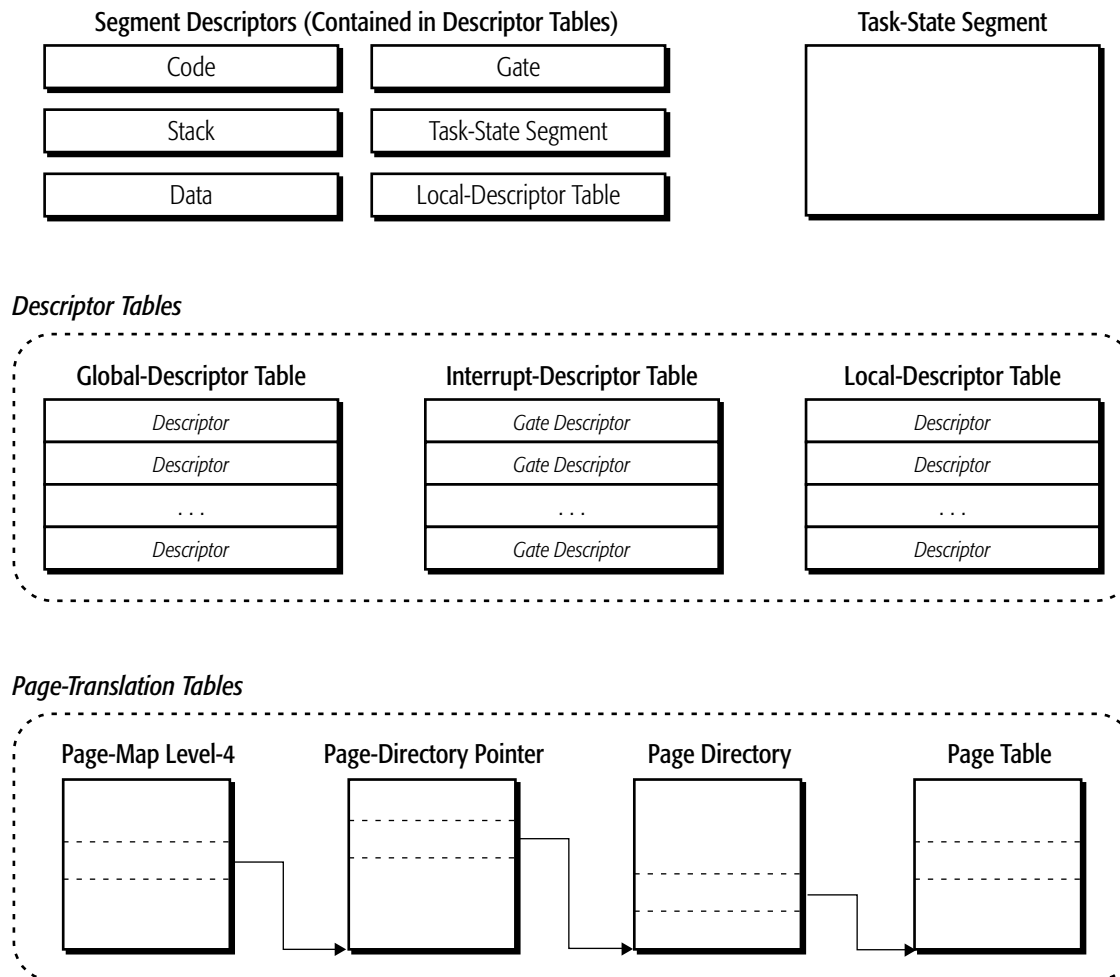 Segment Descriptors (Contained in Descriptor Tables)
Task-State Segment
Code
Gate
Stack
Task-State Segment
Data
Local-Descriptor Table
Descriptor Tables
Global-Descriptor Table
Interrupt-Descriptor Table
Local-Descriptor Table
Descriptor
Gate Descriptor
Descriptor
Descriptor
Gate Descriptor
Descriptor
. . .
. . .
. . .
Descriptor
Gate Descriptor
Descriptor
Page-Translation Tables
Page-Map Level-4
Page-Directory Pointer
Page Directory
Page Table